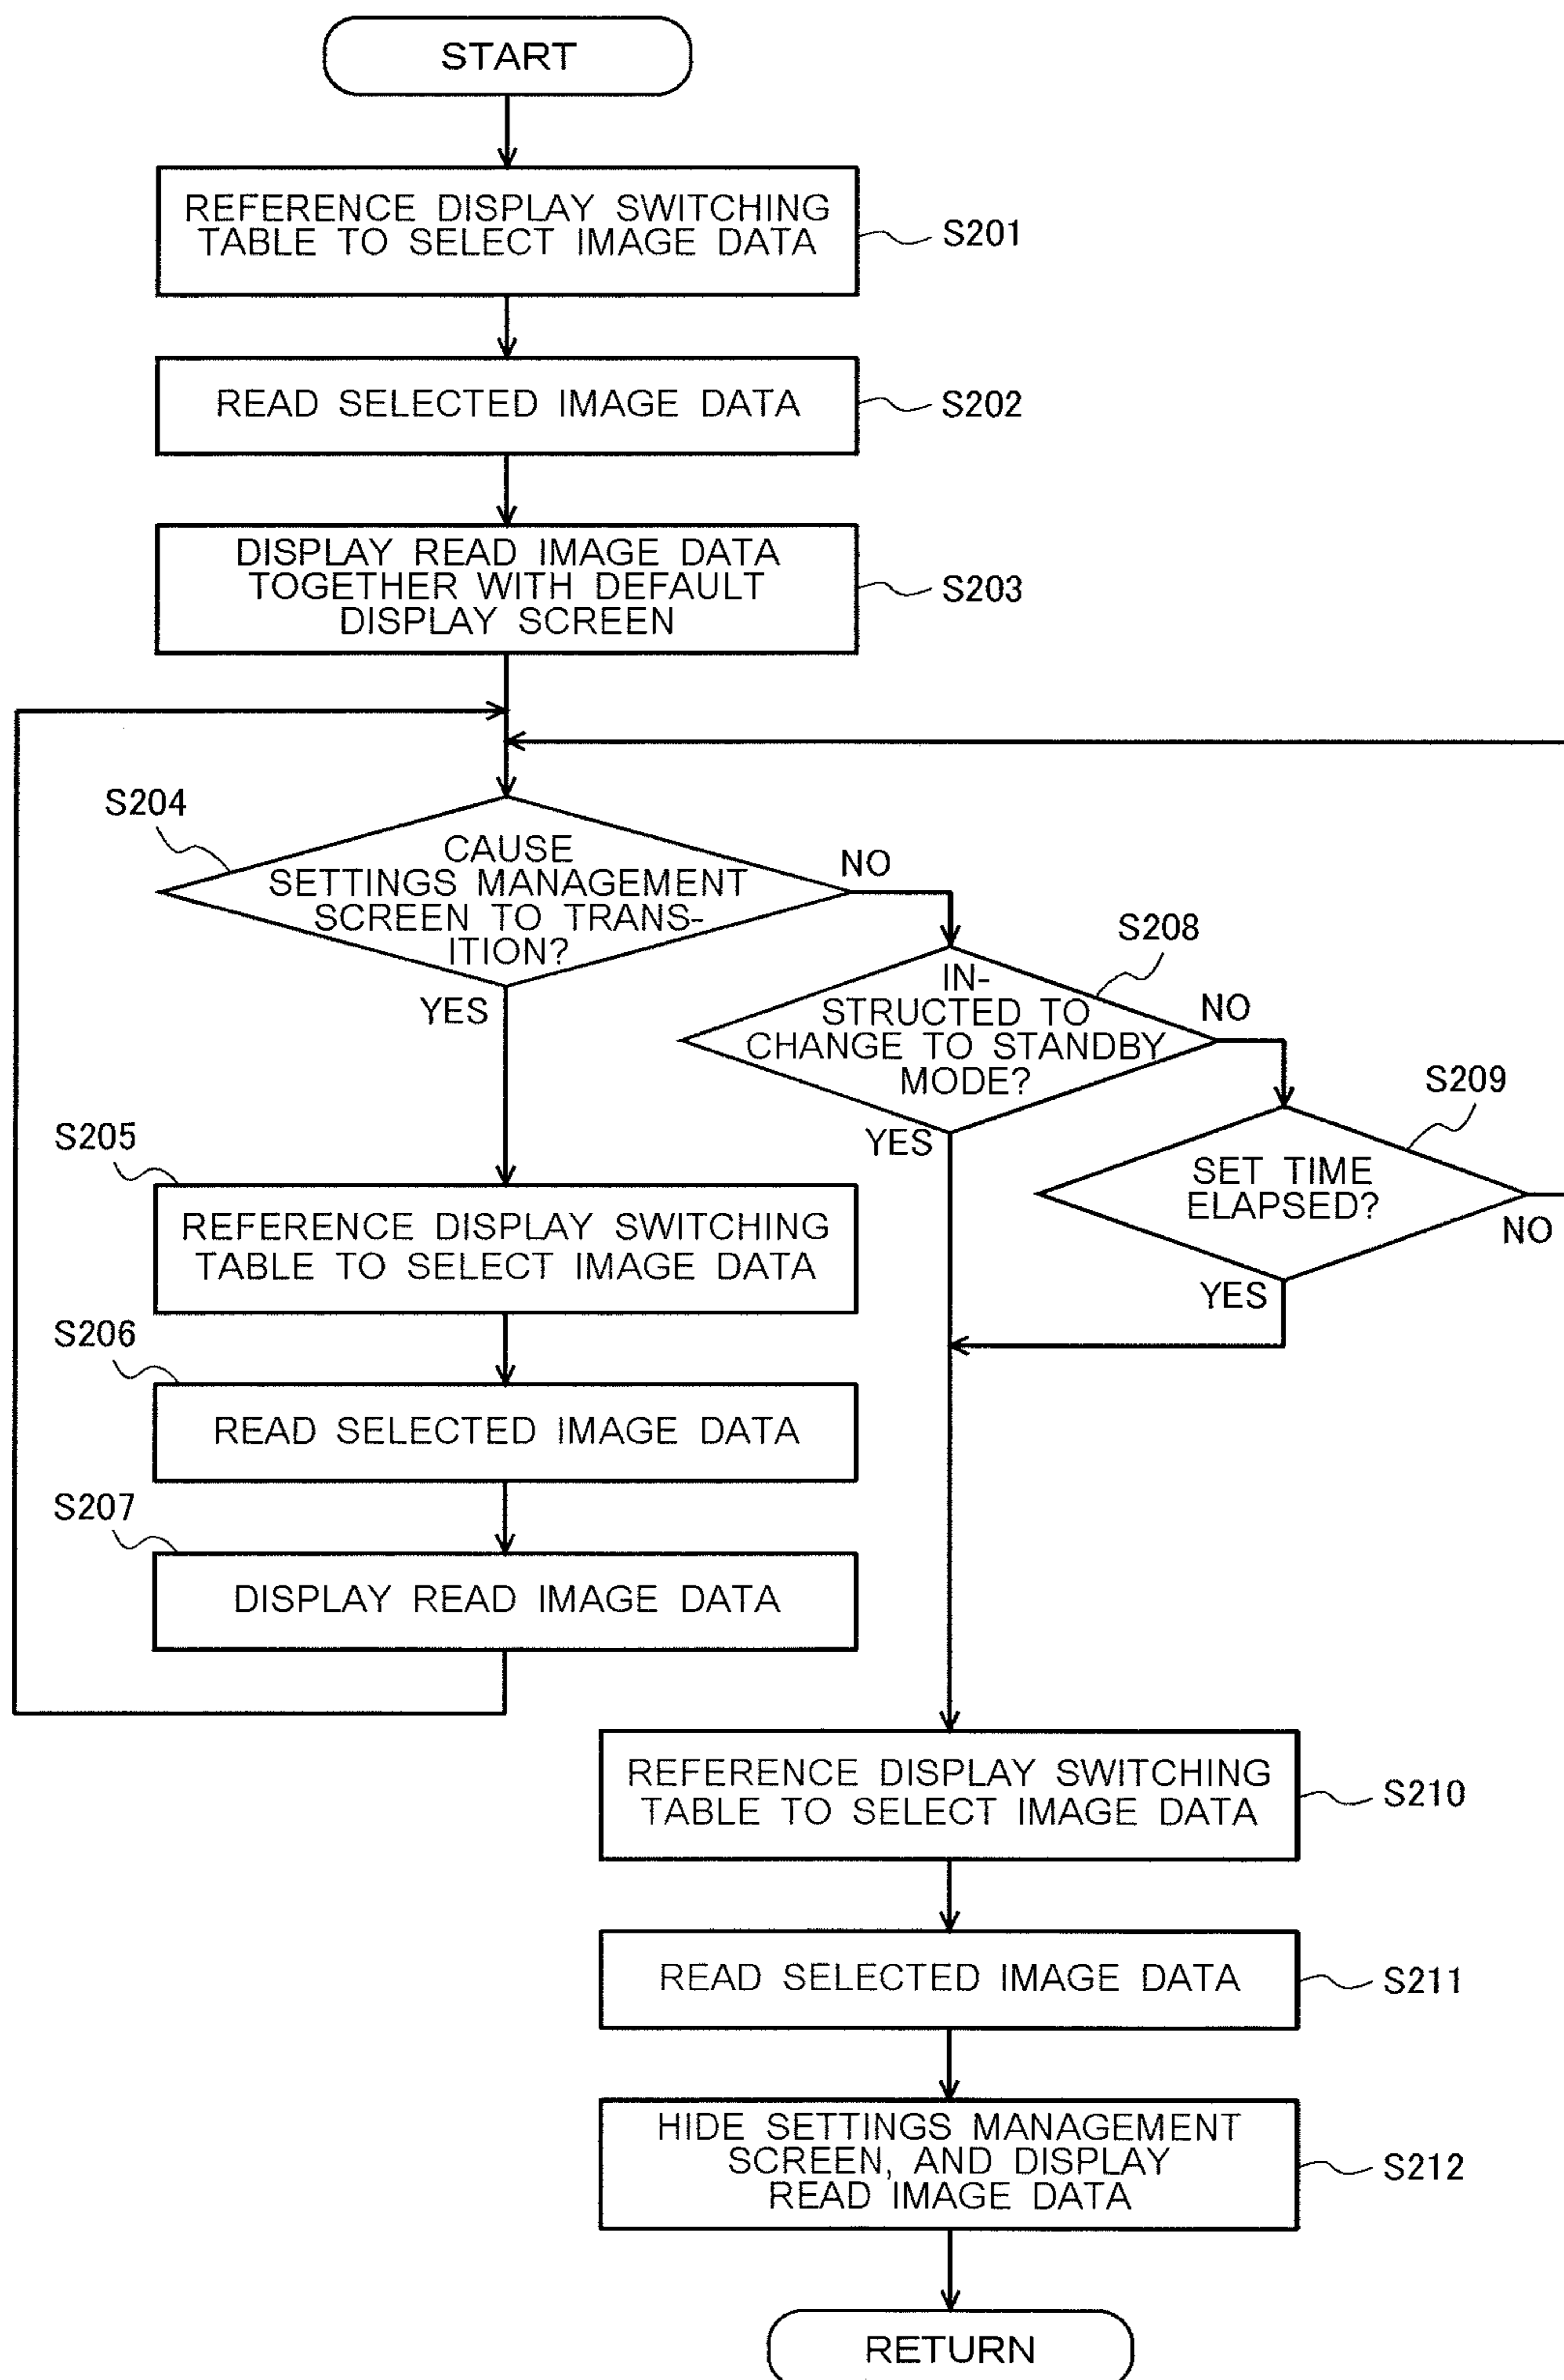 START
REFERENCE DISPLAY SWITCHING
TABLE TO SELECT IMAGE DATA
S201
READ SELECTED IMAGE DATA
S202
DISPLAY READ IMAGE DATA
TOGETHER WITH DEFAULT
DISPLAY SCREEN
S203
S204
CAUSE
SETTINGS MANAGEMENT
SCREEN TO TRANS-
ITION?
NO
YES
S208
IN-
STRUCTED TO
CHANGE TO STANDBY
MODE?
NO
YES
S209
SET TIME
ELAPSED?
NO
YES
S205
REFERENCE DISPLAY SWITCHING
TABLE TO SELECT IMAGE DATA
S206
READ SELECTED IMAGE DATA
S207
DISPLAY READ IMAGE DATA
REFERENCE DISPLAY SWITCHING
TABLE TO SELECT IMAGE DATA
S210
READ SELECTED IMAGE DATA
S211
HIDE SETTINGS MANAGEMENT
SCREEN, AND DISPLAY
READ IMAGE DATA
S212
RETURN